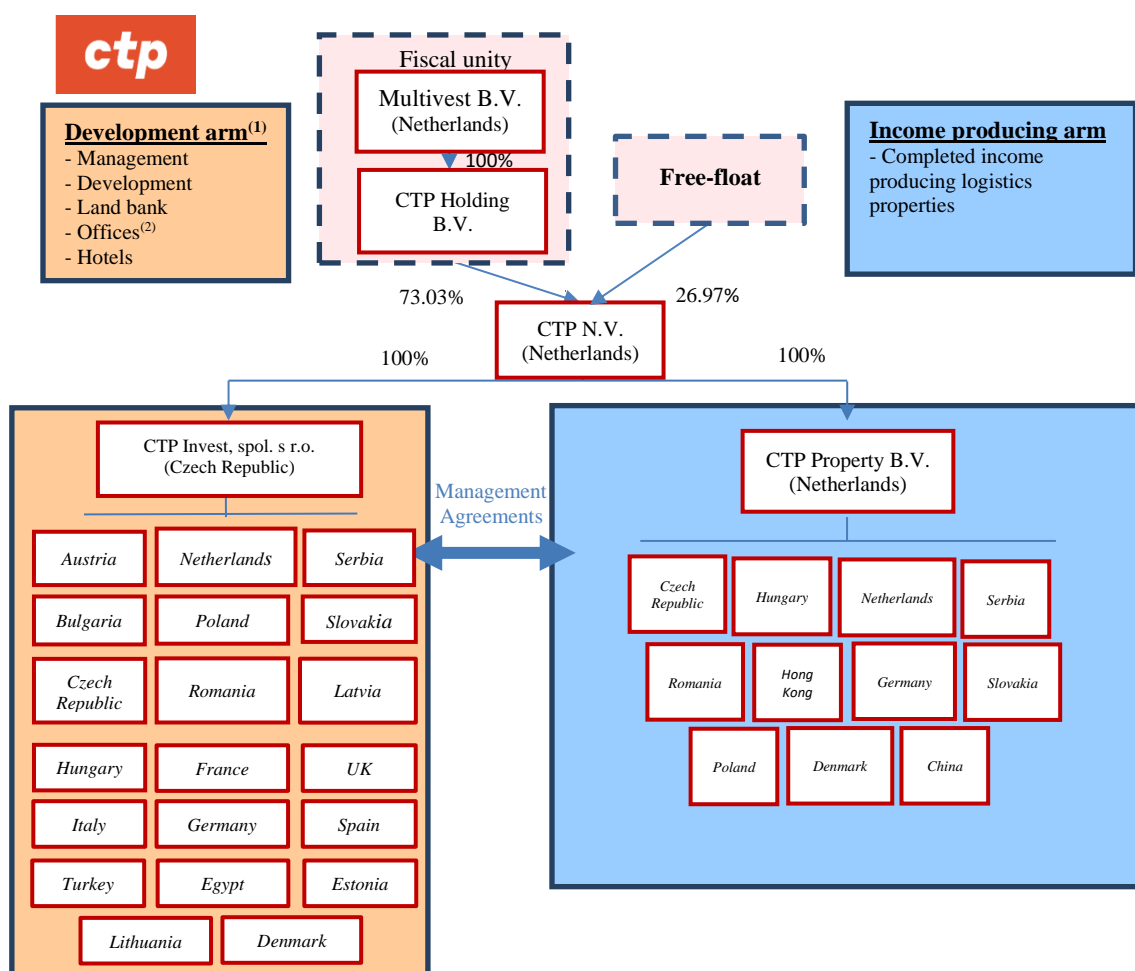 ctp
Fiscal unity
Multivest B.V.
(Netherlands)
100%
CTP Holding
B.V.
Development arm(1)
- Management
- Development
- Land bank
- Offices(2)
- Hotels
Free-float
Income producing arm
- Completed income
producing logistics
properties
73.03%
26.97%
CTP N.V.
(Netherlands)
100%
100%
CTP Invest, spol. s r.o.
(Czech Republic)
Management
Agreements
CTP Property B.V.
(Netherlands)
Austria
Netherlands
Serbia
Bulgaria
Poland
Slovakia
Czech
Republic
Romania
Latvia
Hungary
France
UK
Italy
Germany
Spain
Turkey
Egypt
Estonia
Lithuania
Denmark
Czech
Republic
Hungary
Netherlands
Serbia
Romania
Hong
Kong
Germany
Slovakia
Poland
Denmark
China